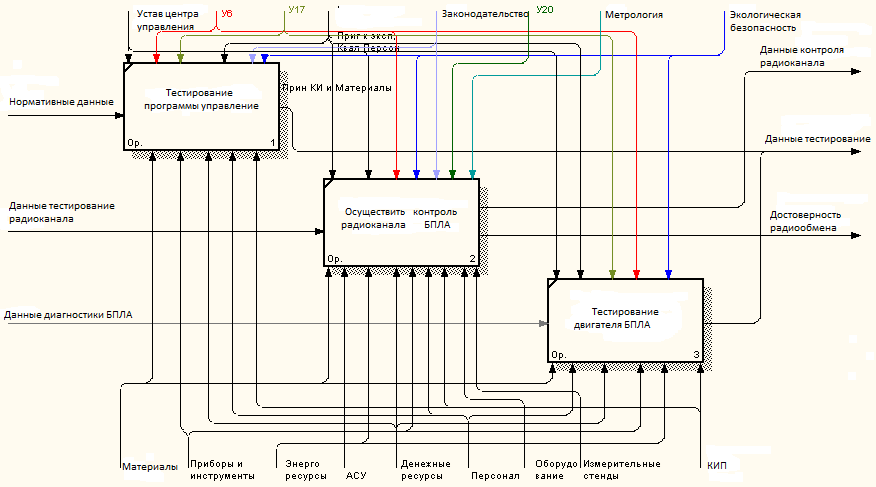 Устав центра
управления
У6
У17
Приг к эксп.
Квал Персон
Законодательство
У20
Метрология
Экологическая
безопасность
Данные контроля
радиоканала
Прин КИ и Материалы
Нормативные данные
Тестирование
программы управление
0р.
1
Данные тестирование
Данные тестирование
радиоканала
Осуществить контроль
радиоканала БПЛА
0р.
2
Достоверность
радиообмена
Данные диагностики БПЛА
Тестирование
двигателя БПЛА
0р.
3
Материалы
Приборы и
инструменты
Энерго
ресурсы
АСУ
Денежные
ресурсы
Персонал
Оборудо
вание
Измерительные
стенды
КИП